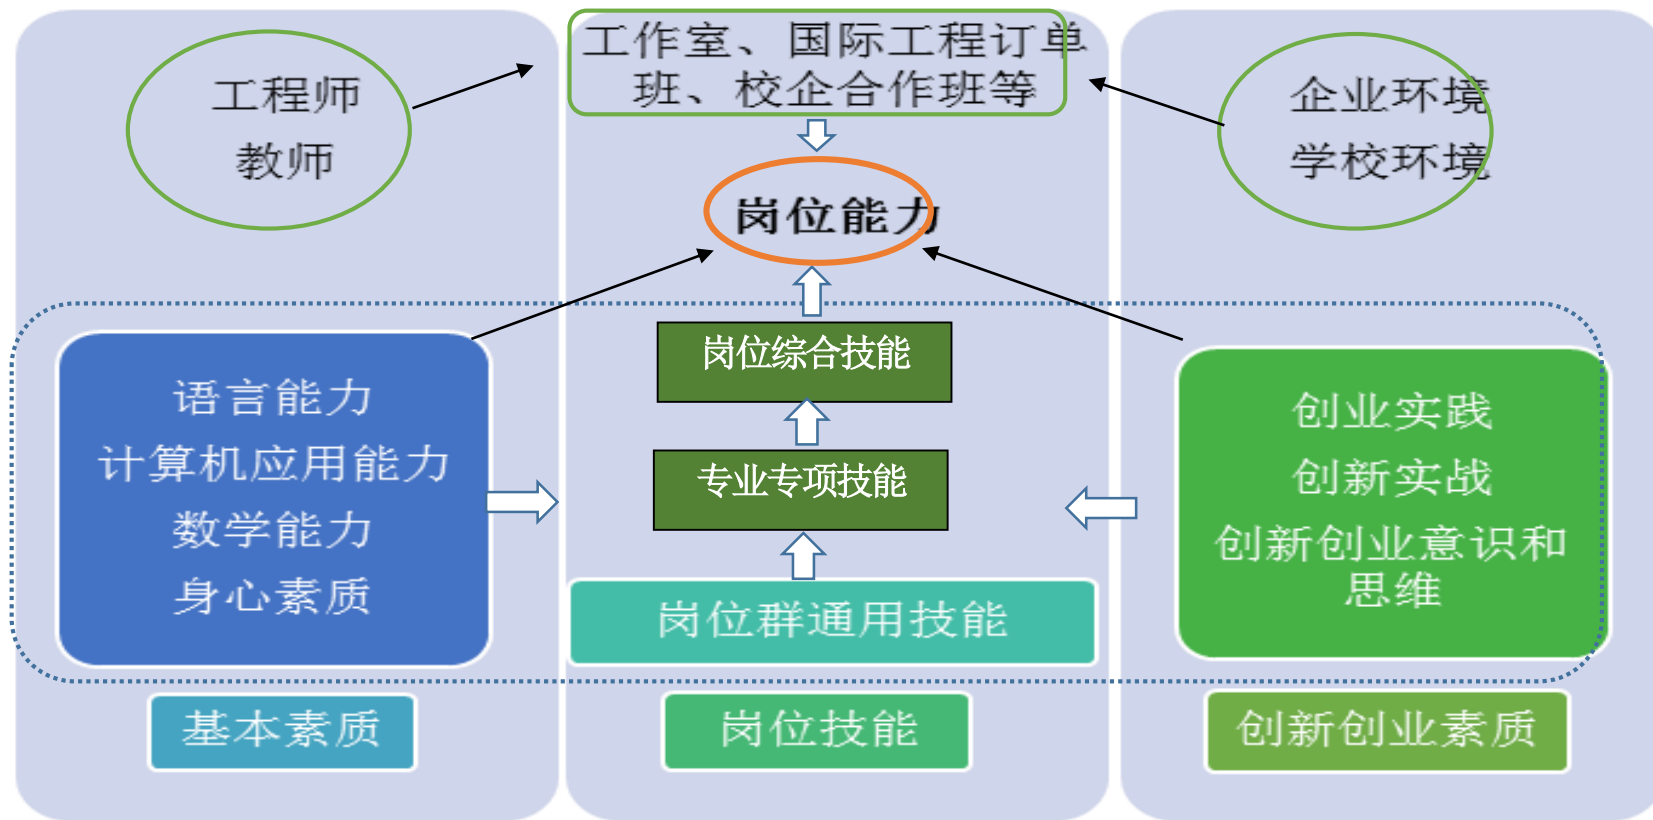 工程师
教师
工作室、国际工程订单
班、校企合作班等
企业环境
学校环境
岗位能力
语言能力
计算机应用能力
数学能力
身心素质
岗位综合技能
专业专项技能
岗位群通用技能
创业实践
创新实战
创新创业意识和
思维
基本素质
岗位技能
创新创业素质